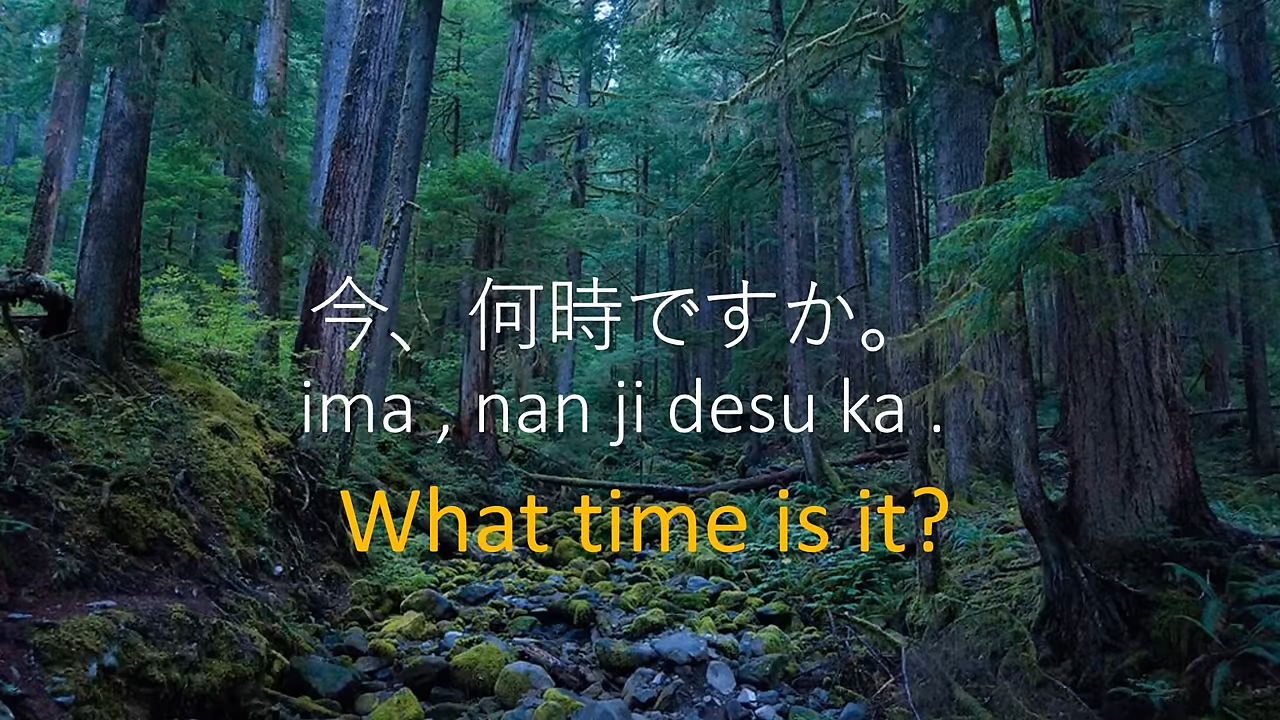 今、何時ですか。
ima , nan ji desu ka .
What time is it?